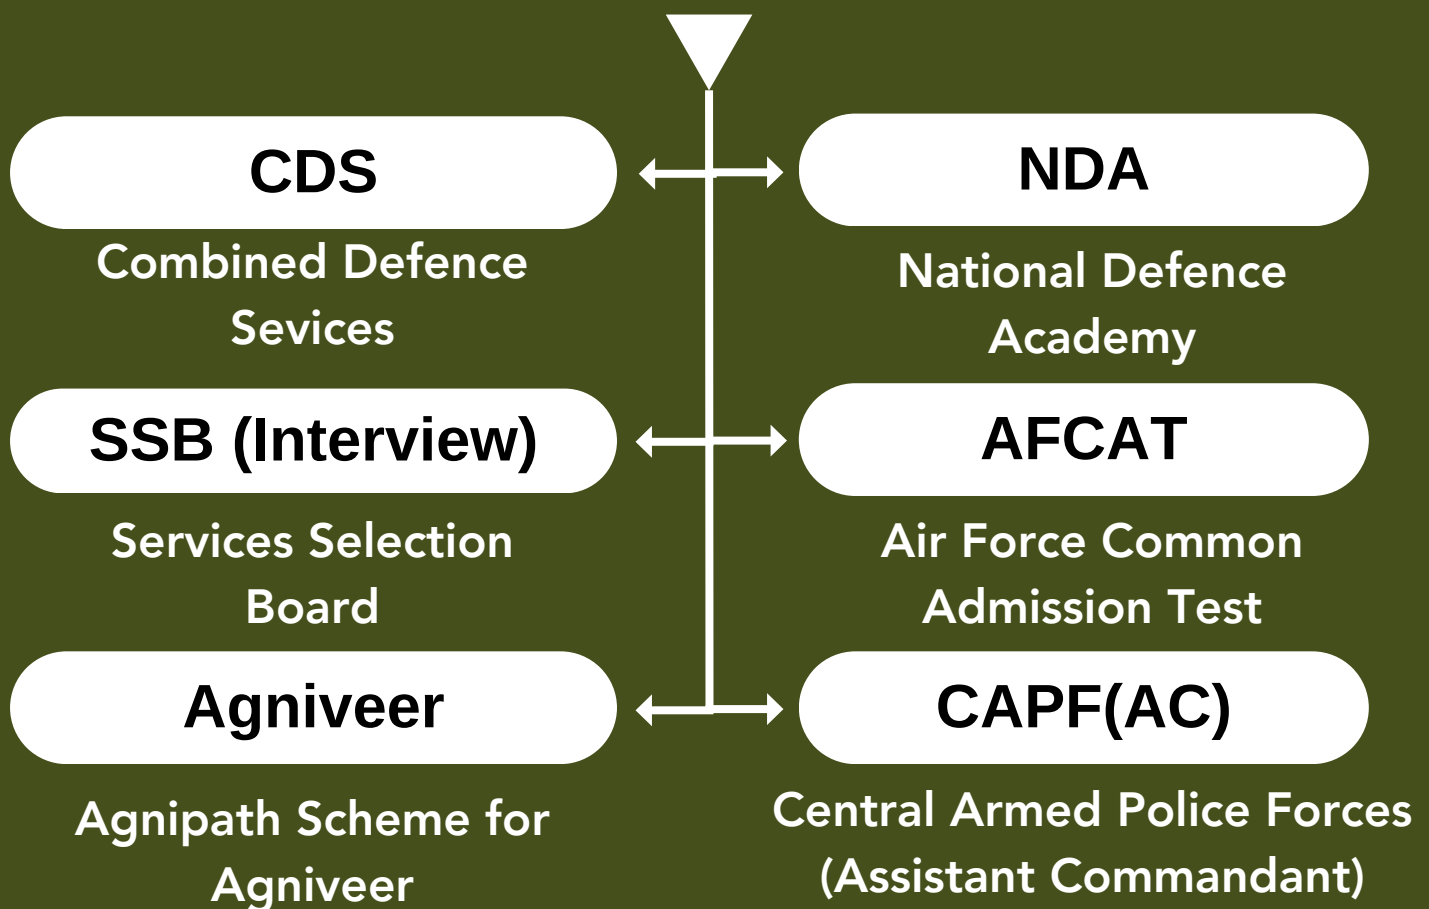 CDS
Combined Defence
Sevices
NDA
National Defence
Academy
SSB (Interview)
Services Selection
Board
AFCAT
Air Force Common
Admission Test
Agniveer
Agnipath Scheme for
Agniveer
CAPF(AC)
Central Armed Police Forces
(Assistant Commandant)